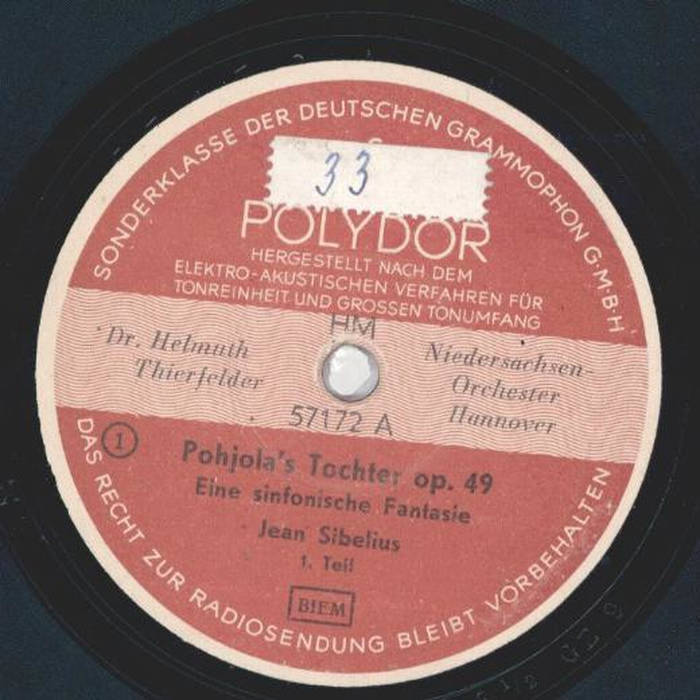 SONDERKLASSE DER DEUTSCHEN GRAMMOPHON G·M·B·H
33
POLYDOR
HERGESTELLT NACH DEM
ELEKTRO-AKUSTISCHEN VERFAHREN FÜR
TONREINHEIT UND GROSSEN TONUMFANG
HM
Dr. Helmuth
Thierfelder
Niedersachsen-
Orchester
Hannover
57172 A
1
Pohjola's Tochter op. 49
Eine sinfonische Fantasie
Jean Sibelius
1. Teil
BIEM
DAS RECHT ZUR RADIOSENDUNG BLEIBT VORBEHALTEN